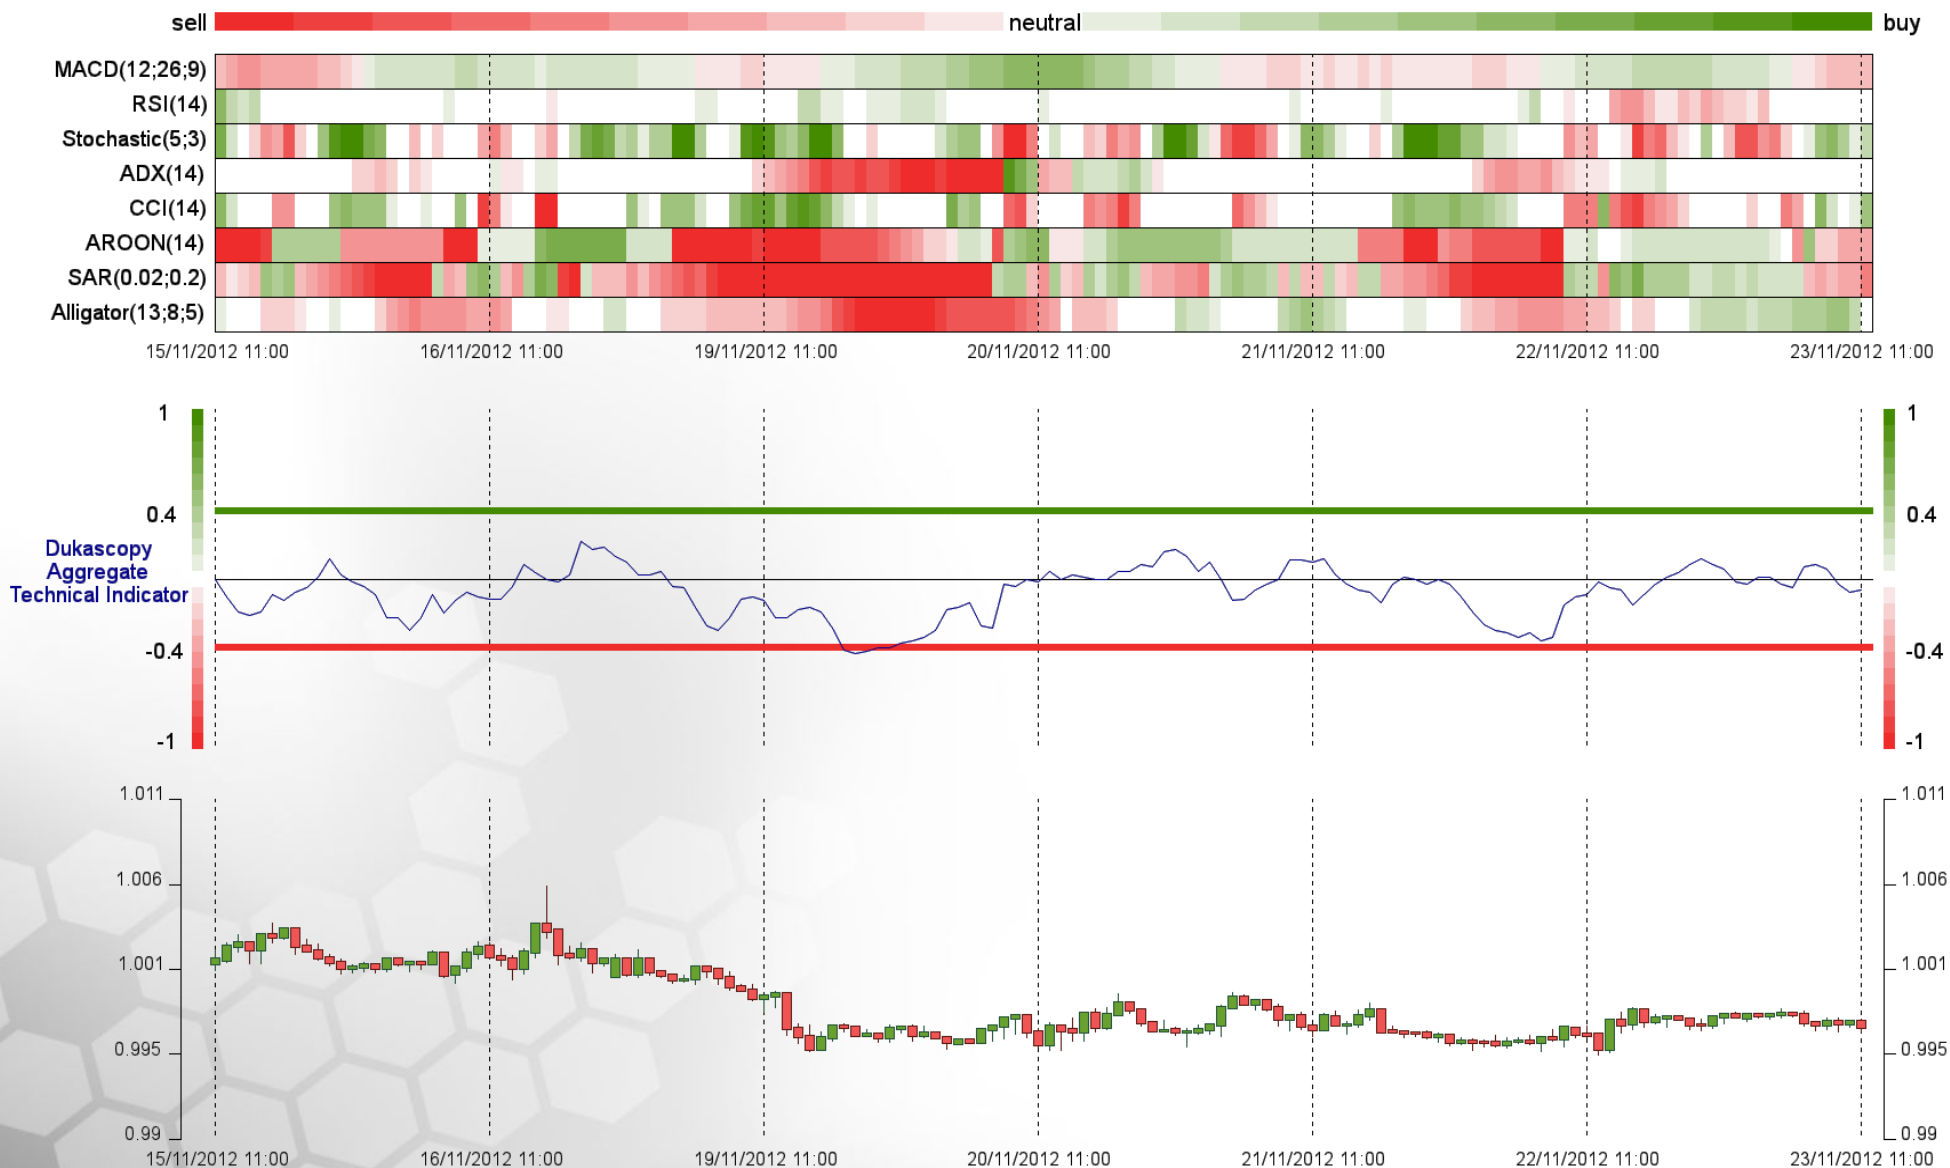 sell neutral buy
MACD(12;26;9)
RSI(14)
Stochastic(5;3)
ADX(14)
CCI(14)
AROON(14)
SAR(0.02;0.2)
Alligator(13;8;5)
15/11/2012 11:00 16/11/2012 11:00 19/11/2012 11:00 20/11/2012 11:00 21/11/2012 11:00 22/11/2012 11:00 23/11/2012 11:00
1 1
0.4 0.4
Dukascopy
Aggregate
Technical Indicator
-0.4 -0.4
-1 -1
1.011 1.011
1.006 1.006
1.001 1.001
0.995 0.995
0.99 0.99
15/11/2012 11:00 16/11/2012 11:00 19/11/2012 11:00 20/11/2012 11:00 21/11/2012 11:00 22/11/2012 11:00 23/11/2012 11:00